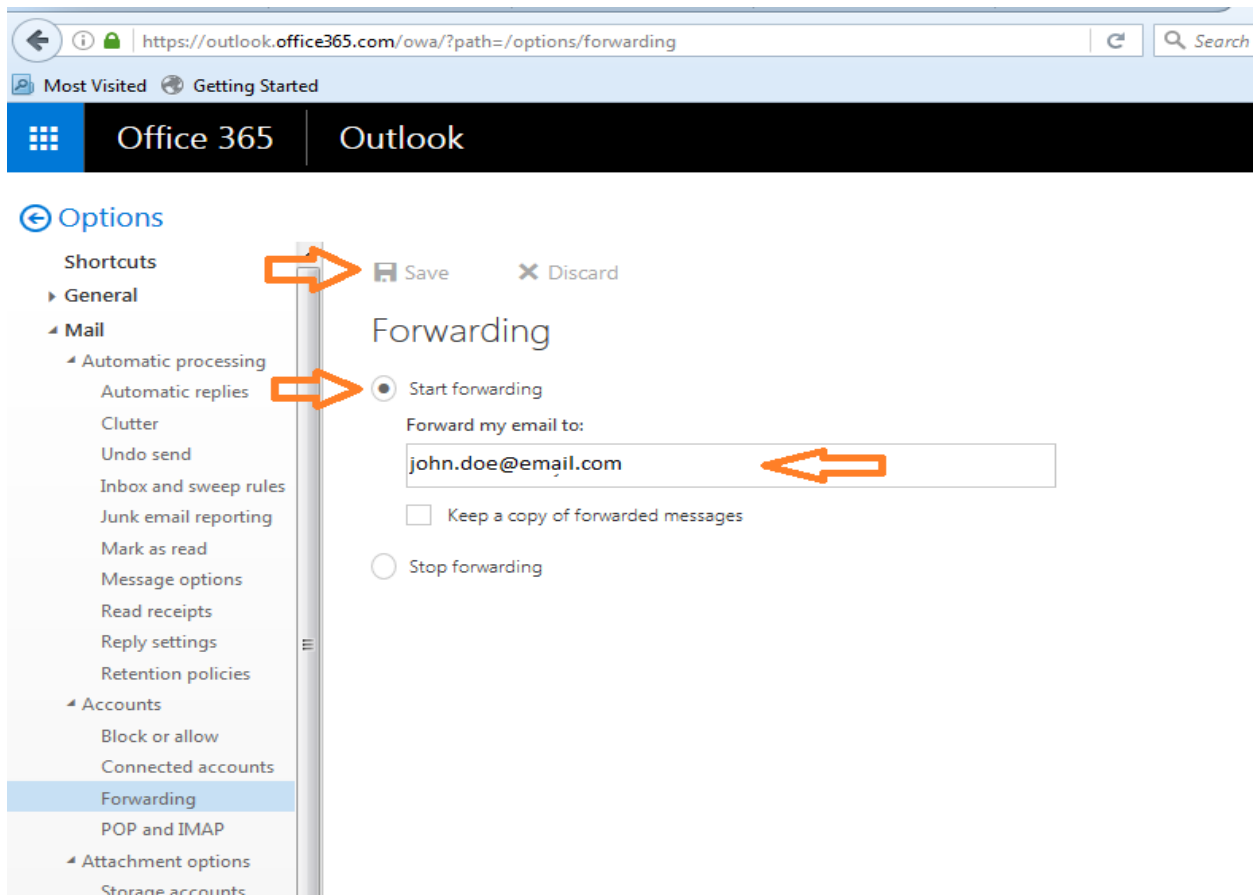 https://outlook.office365.com/owa/?path=/options/forwarding
Search
Most Visited Getting Started
Office 365 Outlook
Options
Shortcuts
General
Mail
Automatic processing
Automatic replies
Clutter
Undo send
Inbox and sweep rules
Junk email reporting
Mark as read
Message options
Read receipts
Reply settings
Retention policies
Accounts
Block or allow
Connected accounts
Forwarding
POP and IMAP
Attachment options
Storage accounts
Save Discard
Forwarding
Start forwarding
Forward my email to:
john.doe@email.com
Keep a copy of forwarded messages
Stop forwarding